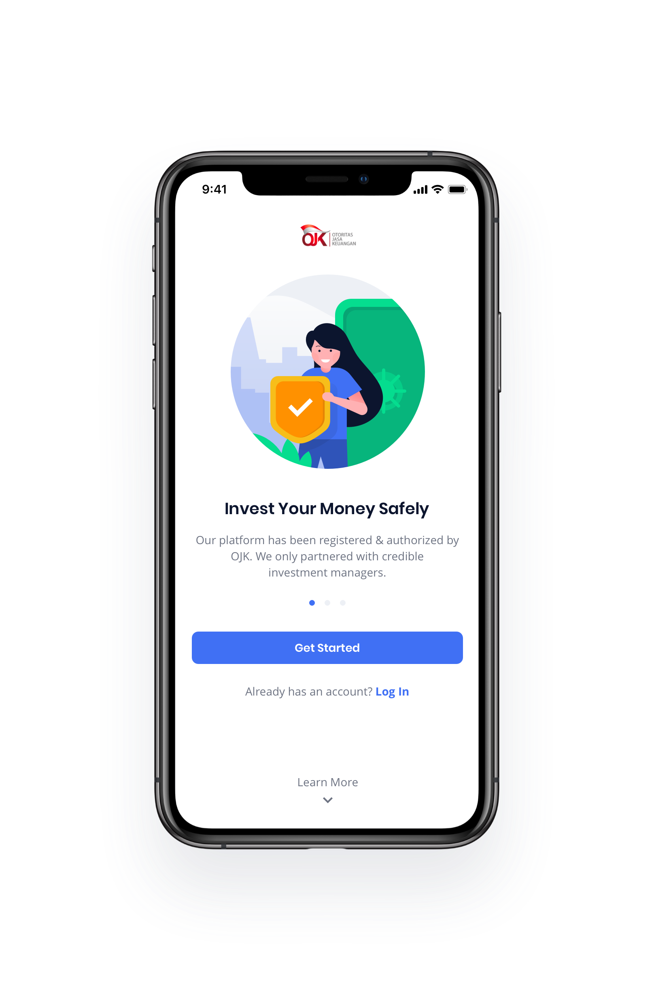 9:41
OJK
OTORITAS
JASA
KEUANGAN
Invest Your Money Safely
Our platform has been registered & authorized by
OJK. We only partnered with credible
investment managers.
Get Started
Already has an account? Log In
Learn More